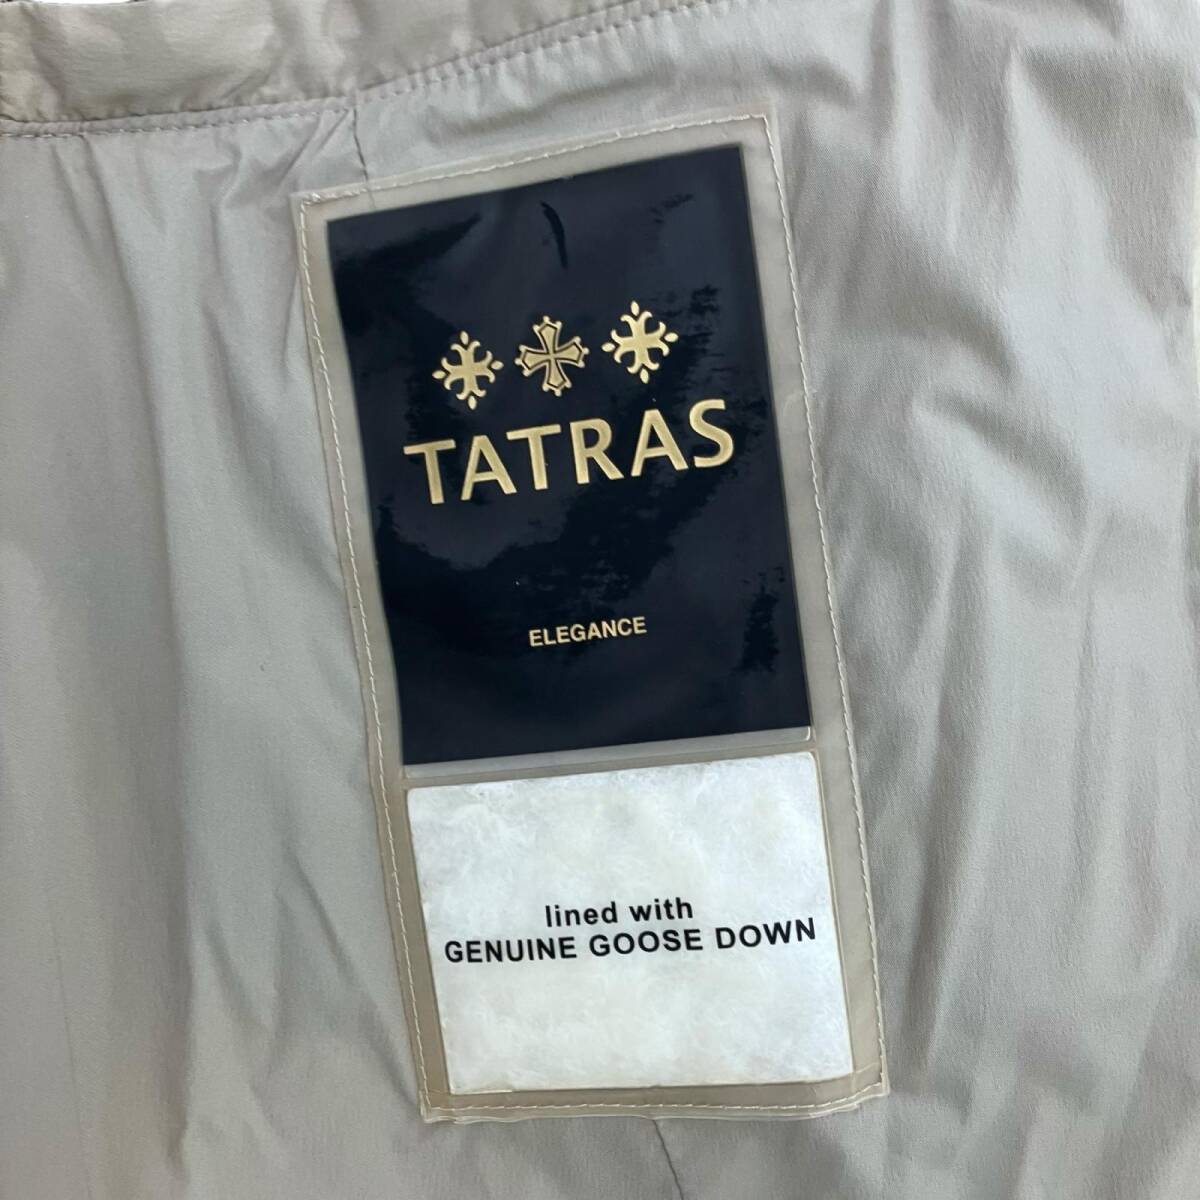 TATRAS
ELEGANCE
lined with
GENUINE GOOSE DOWN